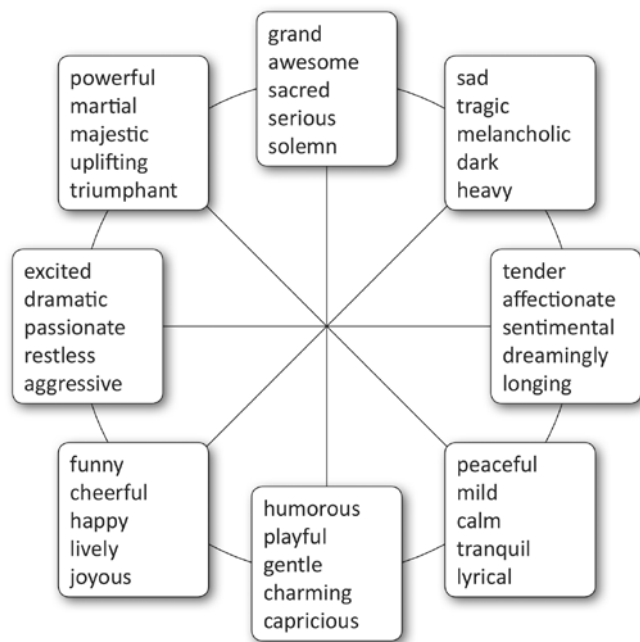 grand
awesome
sacred
serious
solemn
powerful
martial
majestic
uplifting
triumphant
sad
tragic
melancholic
dark
heavy
excited
dramatic
passionate
restless
aggressive
tender
affectionate
sentimental
dreamingly
longing
funny
cheerful
happy
lively
joyous
humorous
playful
gentle
charming
capricious
peaceful
mild
calm
tranquil
lyrical